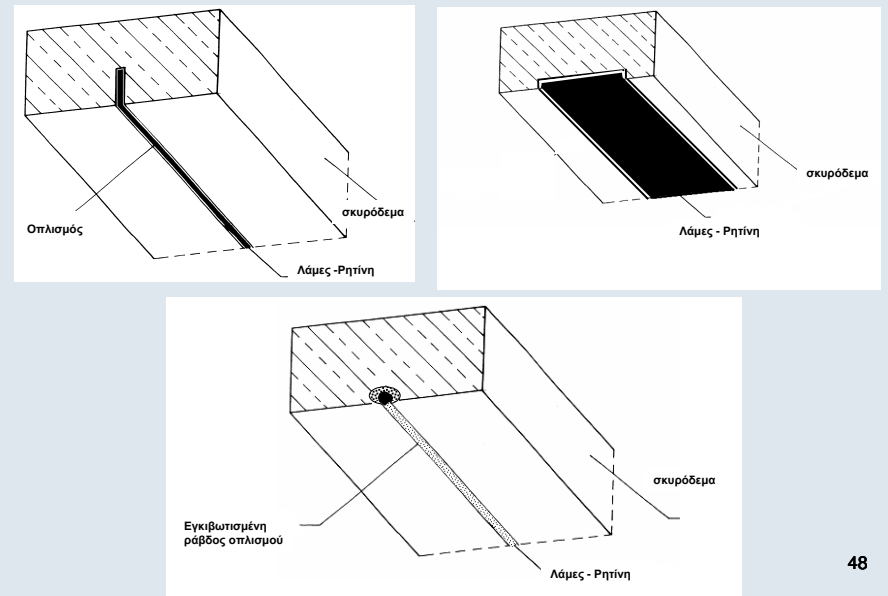 Οπλισμός
σκυρόδεμα
Λάμες -Ρητίνη
σκυρόδεμα
Λάμες - Ρητίνη
Εγκιβωτισμένη
ράβδος οπλισμού
σκυρόδεμα
Λάμες - Ρητίνη
48